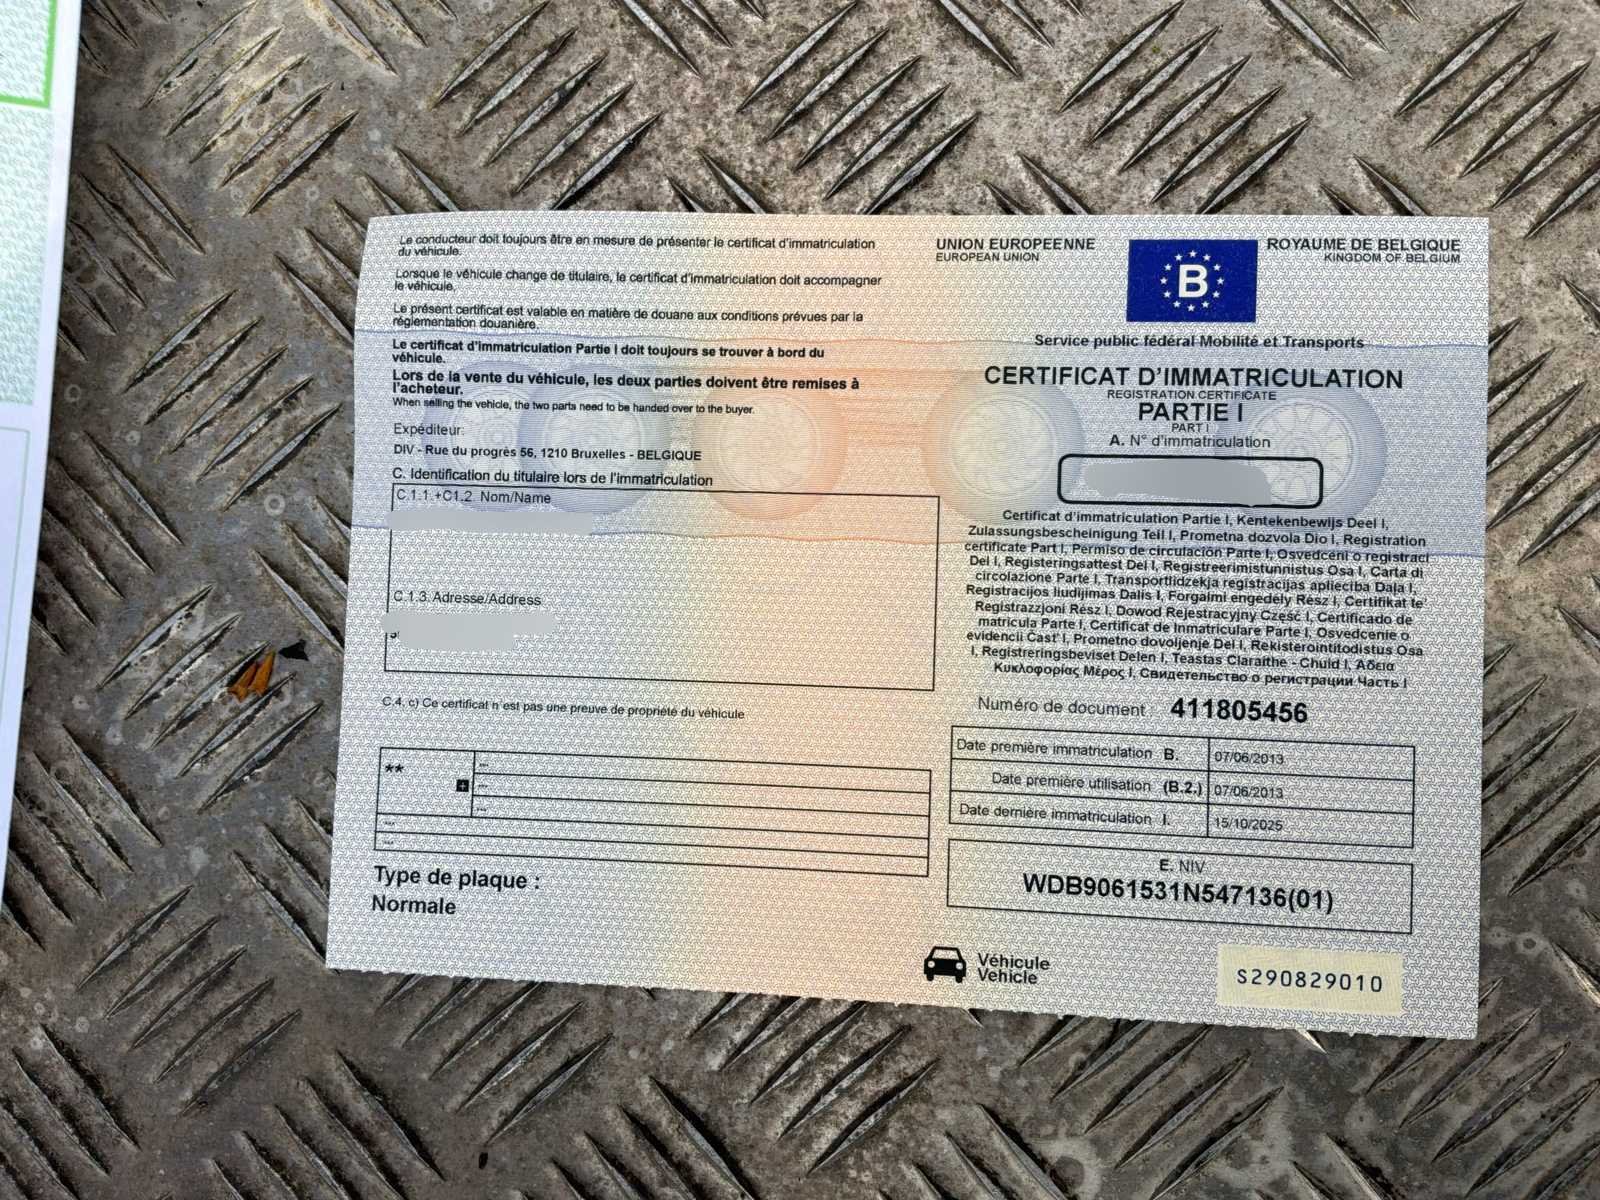 Le conducteur doit toujours être en mesure de présenter le certificat d'immatriculation
du véhicule.
Lorsque le véhicule change de titulaire, le certificat d'immatriculation doit accompagner
le véhicule.
Le présent certificat est valable en matière de douane aux conditions prévues par la
réglementation douanière.
Le certificat d'immatriculation Partie I doit toujours se trouver à bord du
véhicule.
Lors de la vente du véhicule, les deux parties doivent être remises à
l'acheteur.
When selling the vehicle, the two parts need to be handed over to the buyer.
Expéditeur:
DIV - Rue du progrès 56, 1210 Bruxelles - BELGIQUE
C. Identification du titulaire lors de l'immatriculation
C.1.1.+C1.2. Nom/Name
C.1.3. Adresse/Address
C.4. c) Ce certificat n'est pas une preuve de propriété du véhicule
**
---
---
---
---
---
Type de plaque :
Normale
UNION EUROPEENNE
EUROPEAN UNION
B
ROYAUME DE BELGIQUE
KINGDOM OF BELGIUM
Service public fédéral Mobilité et Transports
CERTIFICAT D'IMMATRICULATION
REGISTRATION CERTIFICATE
PARTIE I
PART I
A. N° d'immatriculation
Certificat d'immatriculation Partie I, Kentekenbewijs Deel I,
Zulassungsbescheinigung Teil I, Prometna dozvola Dio I, Registration
certificate Part I, Permiso de circulación Parte I, Osvedceni o registraci
Del I, Registeringsattest Del I, Registreerimistunnistus Osa I, Carta di
circolazione Parte I, Transportlidzekja registracijas aplieciba Daļa I,
Registracijos liudijimas Dalis I, Forgalmi engedély Rész I, Certifikat te'
Registrazzjoni Rész I, Dowod Rejestracyjny Część I, Certificado de
matricula Parte I, Certificat de Inmatriculare Parte I, Osvedcenie o
evidencii Cast' I, Prometno dovoljenje Del I, Rekisteriointitodistus Osa
I, Registreringsbeviset Delen I, Teastas Claraithe - Chuid I, Άδεια
Κυκλοφορίας Μέρος I, Свидетельство о регистрации Часть I
Numéro de document : 411805456
Date première immatriculation B. 07/06/2013
Date première utilisation (B.2.) 07/06/2013
Date dernière immatriculation I. 15/10/2025
E. NIV
WDB9061531N547136(01)
Véhicule
Vehicle
S290829010